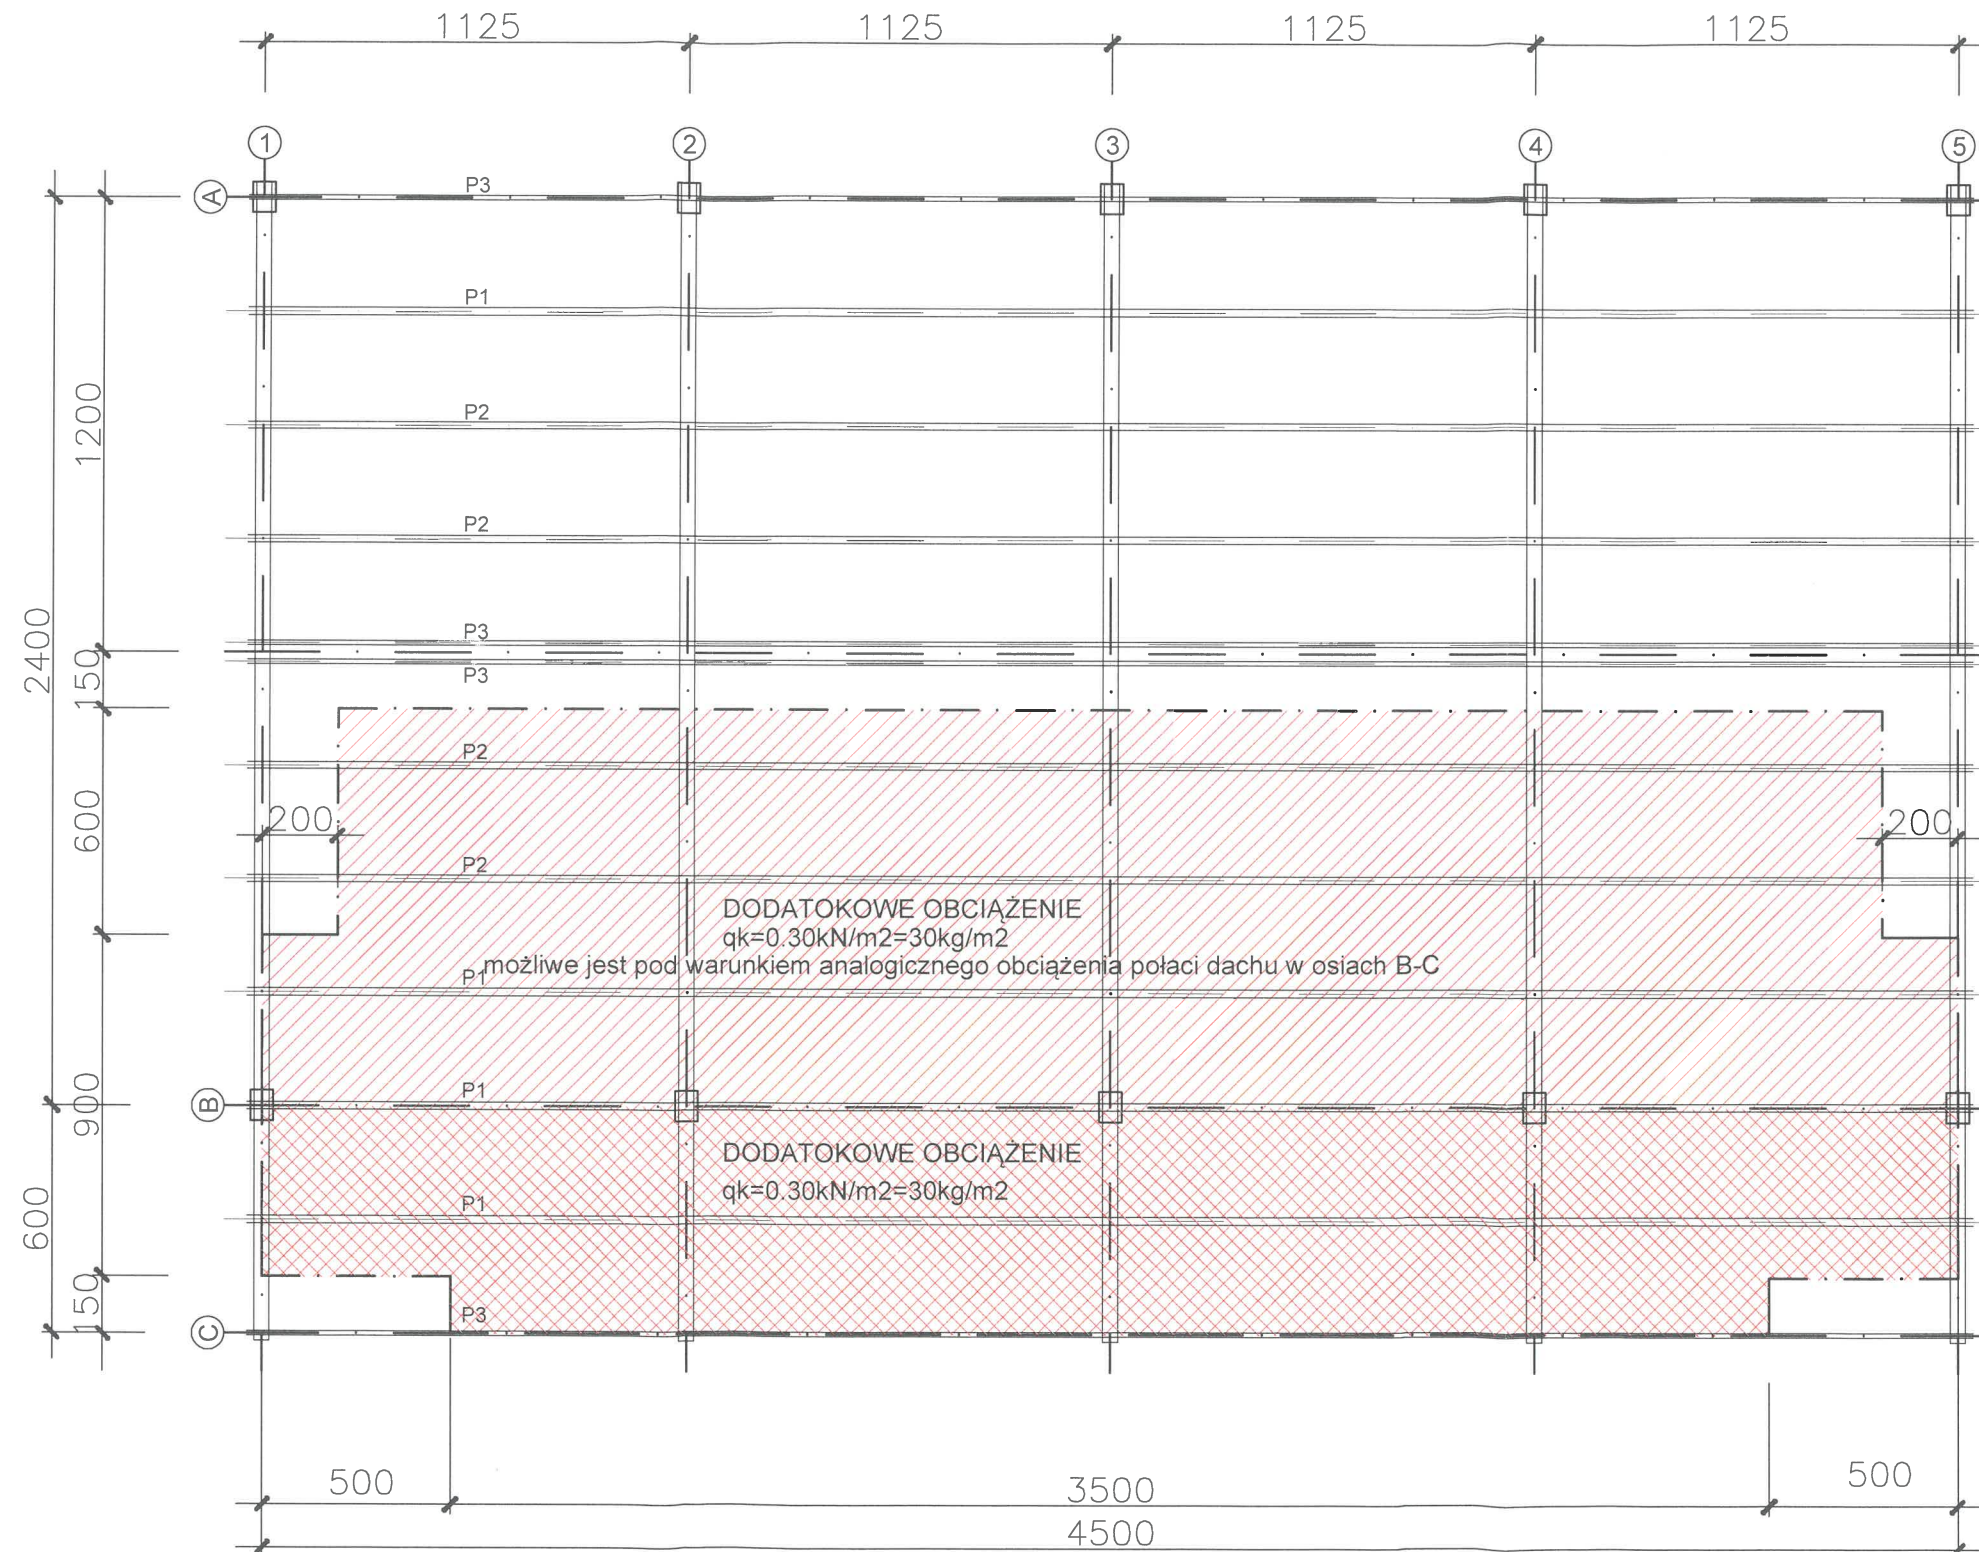 1125 1125 1125 1125
1 2 3 4 5
A
P3
P1
P2
P2
P3
P3
P2
P2
P1
P1
P1
P3
B
C
2400
1200
150
600
900
600
150
200
200
DODATOKOWE OBCIĄŻENIE
qk=0.30kN/m2=30kg/m2
możliwe jest pod warunkiem analogicznego obciążenia połaci dachu w osiach B-C
DODATOKOWE OBCIĄŻENIE
qk=0.30kN/m2=30kg/m2
500 3500 500
4500